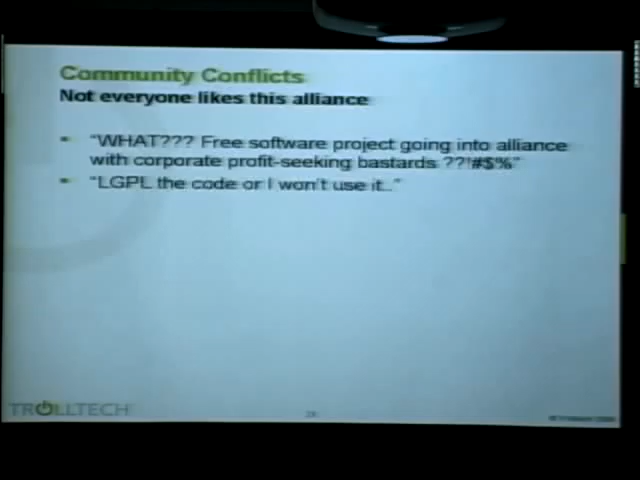 Community Conflicts
Not everyone likes this alliance
"WHAT??? Free software project going into alliance
with corporate profit-seeking bastards ??!#$%"
"LGPL the code or I won't use it.."
TROLLTECH